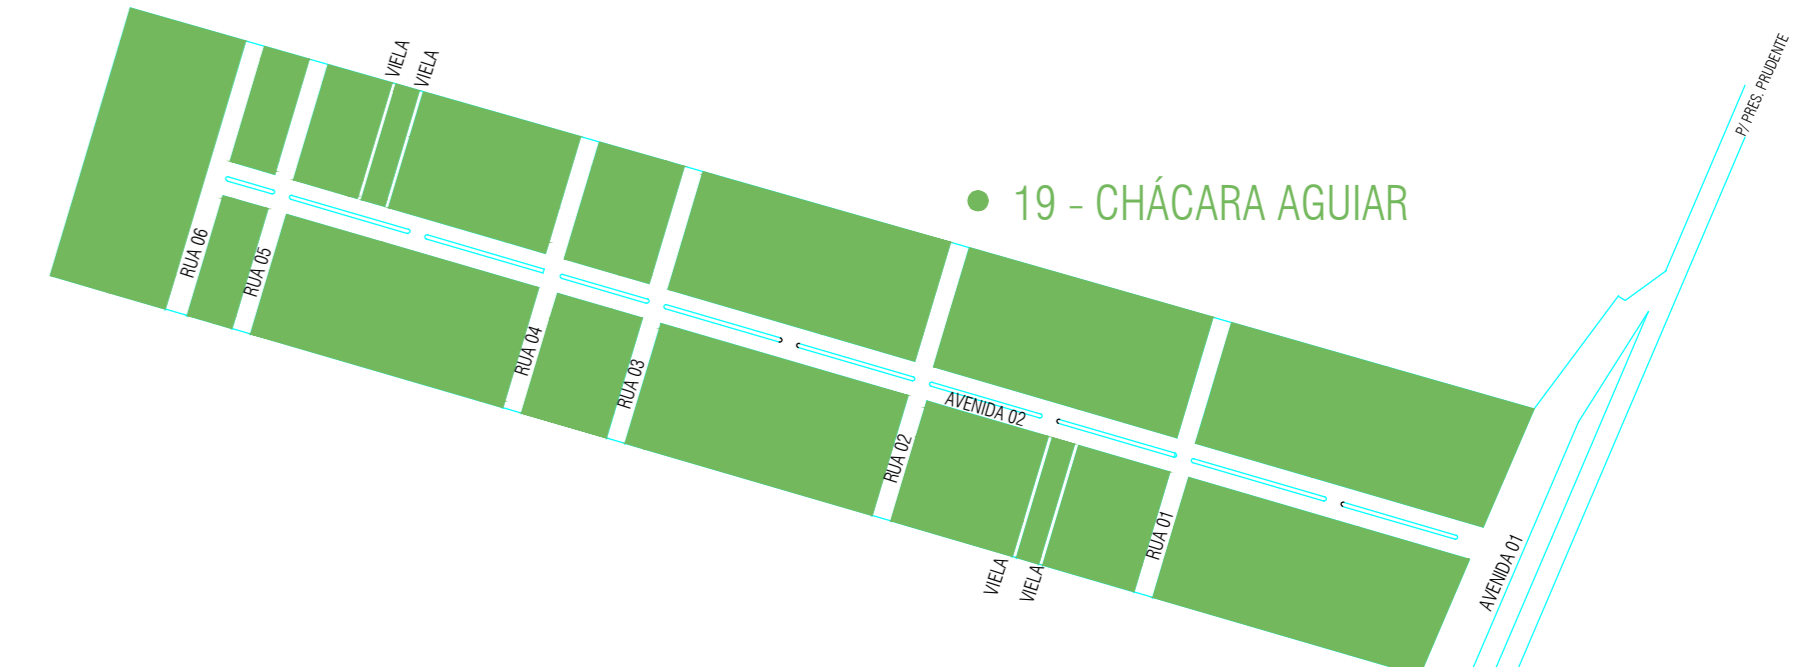 VIELA
VIELA
P/ PRES. PRUDENTE
19 - CHÁCARA AGUIAR
RUA 06
RUA 05
RUA 04
RUA 03
AVENIDA 02
RUA 02
RUA 01
AVENIDA 01
VIELA
VIELA